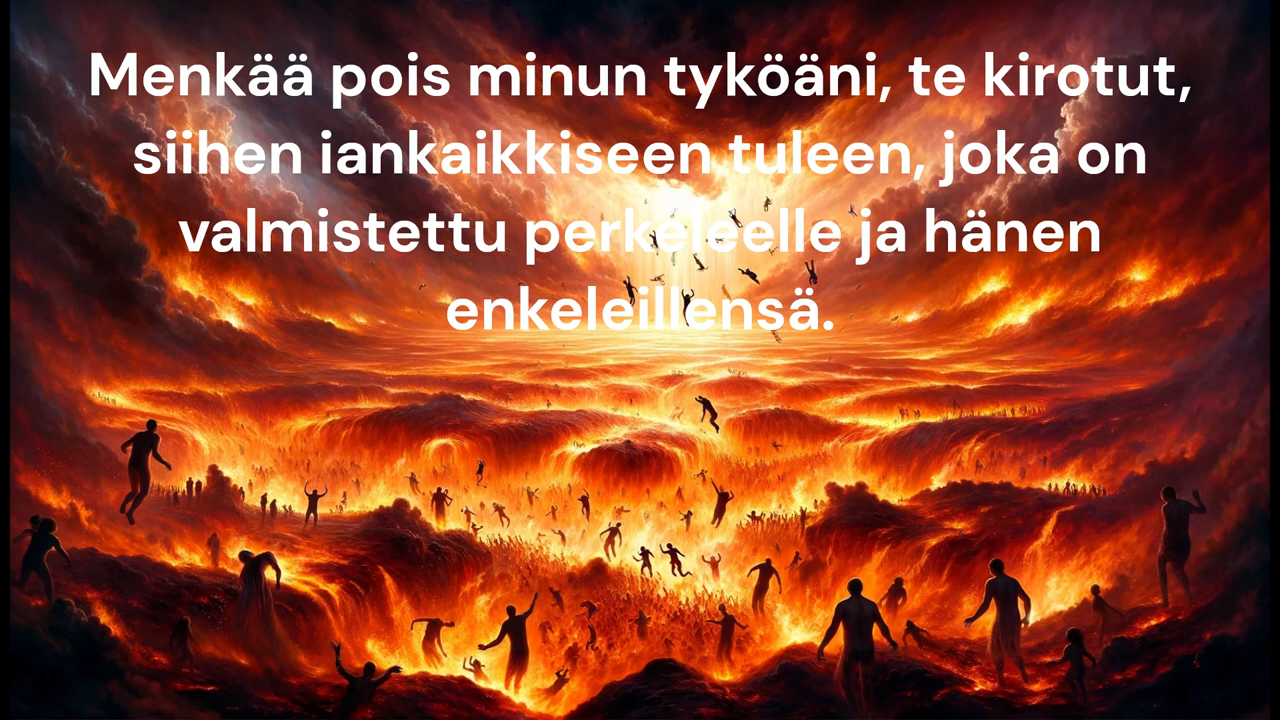 Menkää pois minun tyköäni, te kirotut,
siihen iankaikkiseen tuleen, joka on
valmistettu perkeleelle ja hänen
enkeleillensä.